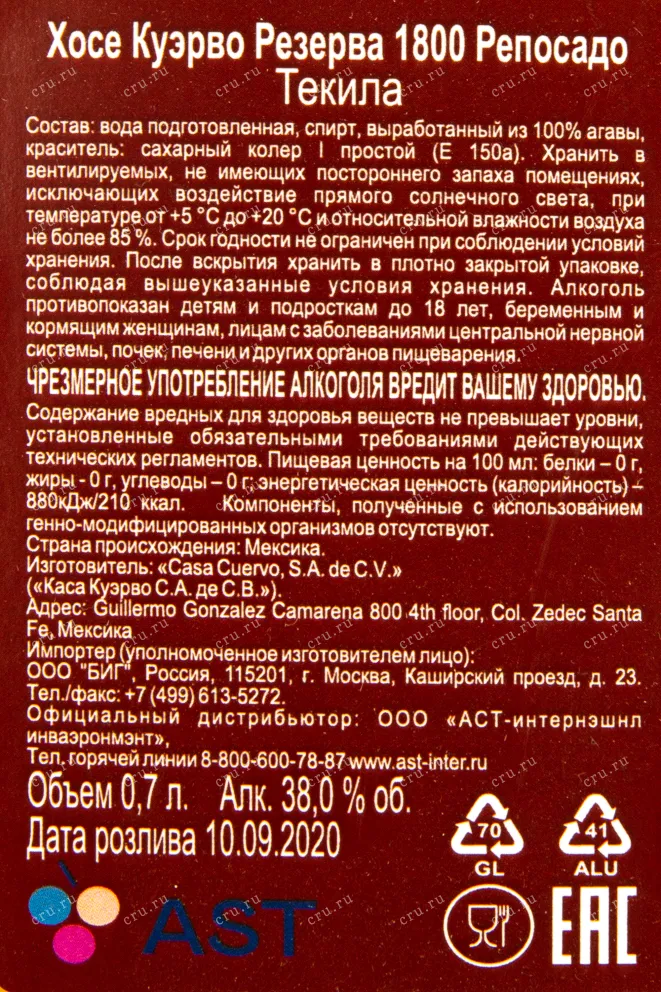 Хосе Куэрво Резерва 1800 Репосадо
Текила
Состав: вода подготовленная, спирт, выработанный из 100% агавы,
краситель: сахарный колер I простой (Е 150а). Хранить в
вентилируемых, не имеющих постороннего запаха помещениях,
исключающих воздействие прямого солнечного света, при
температуре от +5 °С до +20 °С и относительной влажности воздуха
не более 85 %. Срок годности не ограничен при соблюдении условий
хранения. После вскрытия хранить в плотно закрытой упаковке,
соблюдая вышеуказанные условия хранения. Алкоголь
противопоказан детям и подросткам до 18 лет, беременным и
кормящим женщинам, лицам с заболеваниями центральной нервной
системы, почек, печени и других органов пищеварения.
ЧРЕЗМЕРНОЕ УПОТРЕБЛЕНИЕ АЛКОГОЛЯ ВРЕДИТ ВАШЕМУ ЗДОРОВЬЮ.
Содержание вредных для здоровья веществ не превышает уровни,
установленные обязательными требованиями действующих
технических регламентов. Пищевая ценность на 100 мл: белки – 0 г,
жиры - 0 г, углеводы – 0 г; энергетическая ценность (калорийность) –
880кДж/210 ккал. Компоненты, полученные с использованием
генно-модифицированных организмов отсутствуют.
Страна происхождения: Мексика.
Изготовитель: «Casa Cuervo, S.A. de C.V.»
(«Каса Куэрво С.А. де С.В.»).
Адрес: Guillermo Gonzalez Camarena 800 4th floor, Col. Zedec Santa
Fe, Мексика
Импортер (уполномоченное изготовителем лицо):
ООО "БИГ", Россия, 115201, г. Москва, Каширский проезд, д. 23.
Тел./факс: +7 (499) 613-5272.
Официальный дистрибьютор: ООО «АСТ-интернэшнл
инваэронмэнт»,
Тел. горячей линии 8-800-600-78-87 www.ast-inter.ru
Объем 0,7 л. Алк. 38,0 % об.
Дата розлива 10.09.2020
70 41
GL ALU
AST EAC
cru.ru